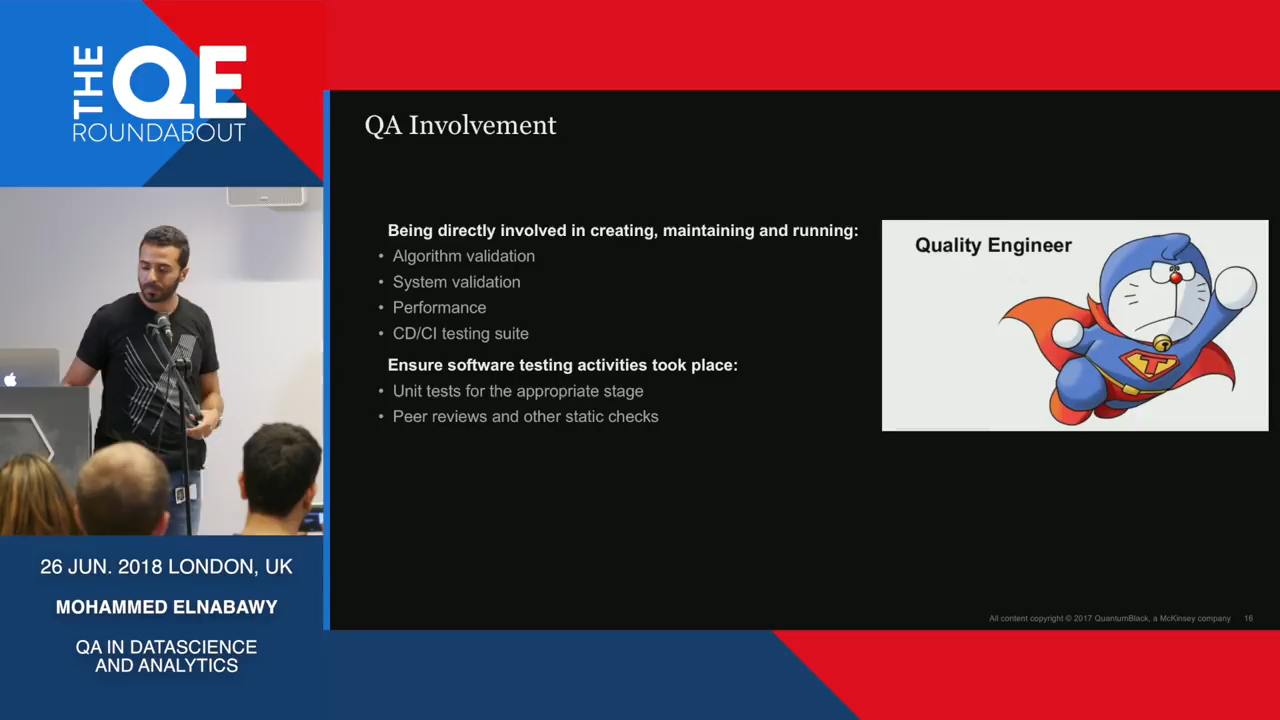 THE
QE
ROUNDABOUT
26 JUN. 2018 LONDON, UK
MOHAMMED ELNABAWY
QA IN DATASCIENCE
AND ANALYTICS
QA Involvement
Being directly involved in creating, maintaining and running:
• Algorithm validation
• System validation
• Performance
• CD/CI testing suite
Ensure software testing activities took place:
• Unit tests for the appropriate stage
• Peer reviews and other static checks
Quality Engineer
T
All content copyright © 2017 QuantumBlack, a McKinsey company 16